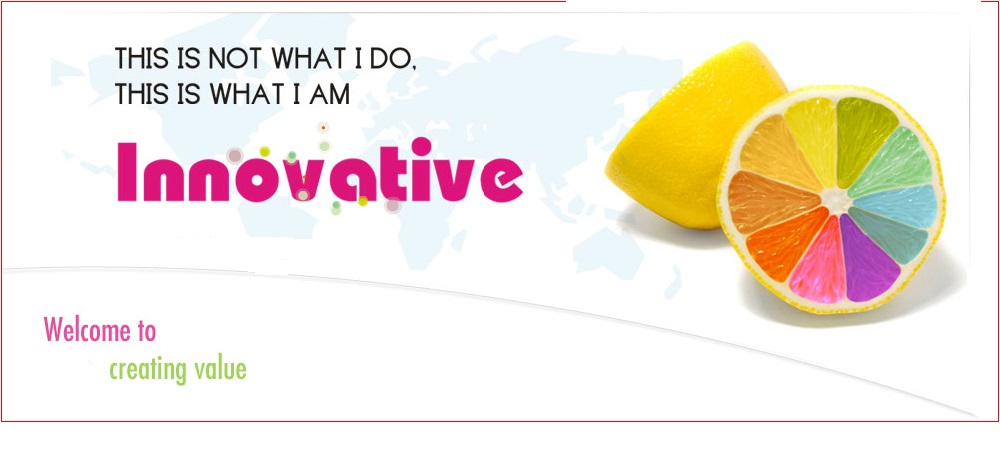 THIS IS NOT WHAT I DO,
THIS IS WHAT I AM
Innovative
Welcome to
creating value